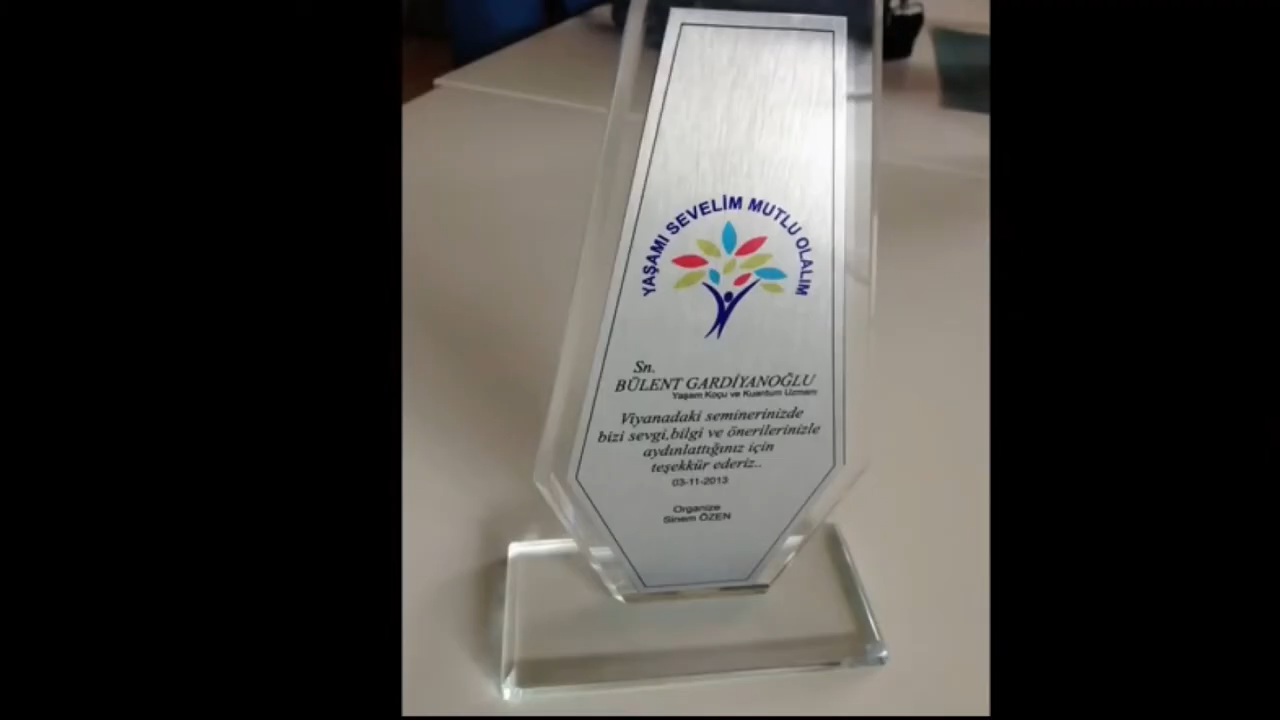 YAŞAMI SEVELİM MUTLU OLALIM
Sn.
BÜLENT GARDİYANOĞLU
Yaşam Koçu ve Kuantum Uzmanı
Viyanadaki seminerinizde
bizi sevgi,bilgi ve önerilerinizle
aydınlattığınız için
teşekkür ederiz..
03-11-2013
Organize
Sinem ÖZEN